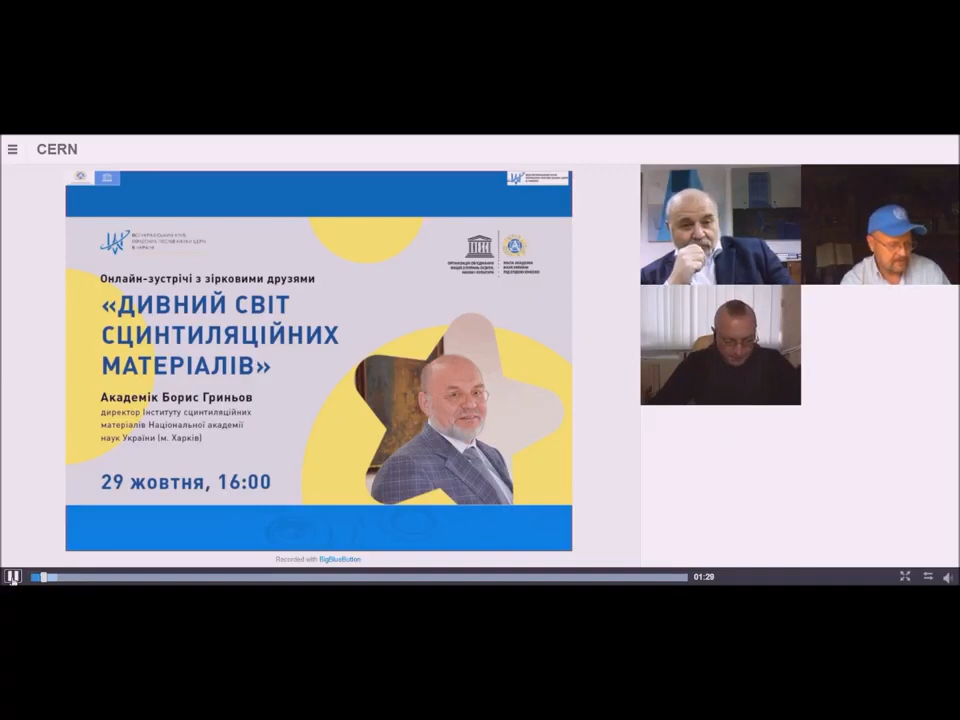 CERN
Онлайн-зустрічі з зірковими друзями
«ДИВНИЙ СВІТ
СЦИНТИЛЯЦІЙНИХ
МАТЕРІАЛІВ»
Академік Борис Гриньов
директор Інституту сцинтиляційних
матеріалів Національної академії
наук України (м. Харків)
29 жовтня, 16:00
Recorded with BigBlueButton
01:29